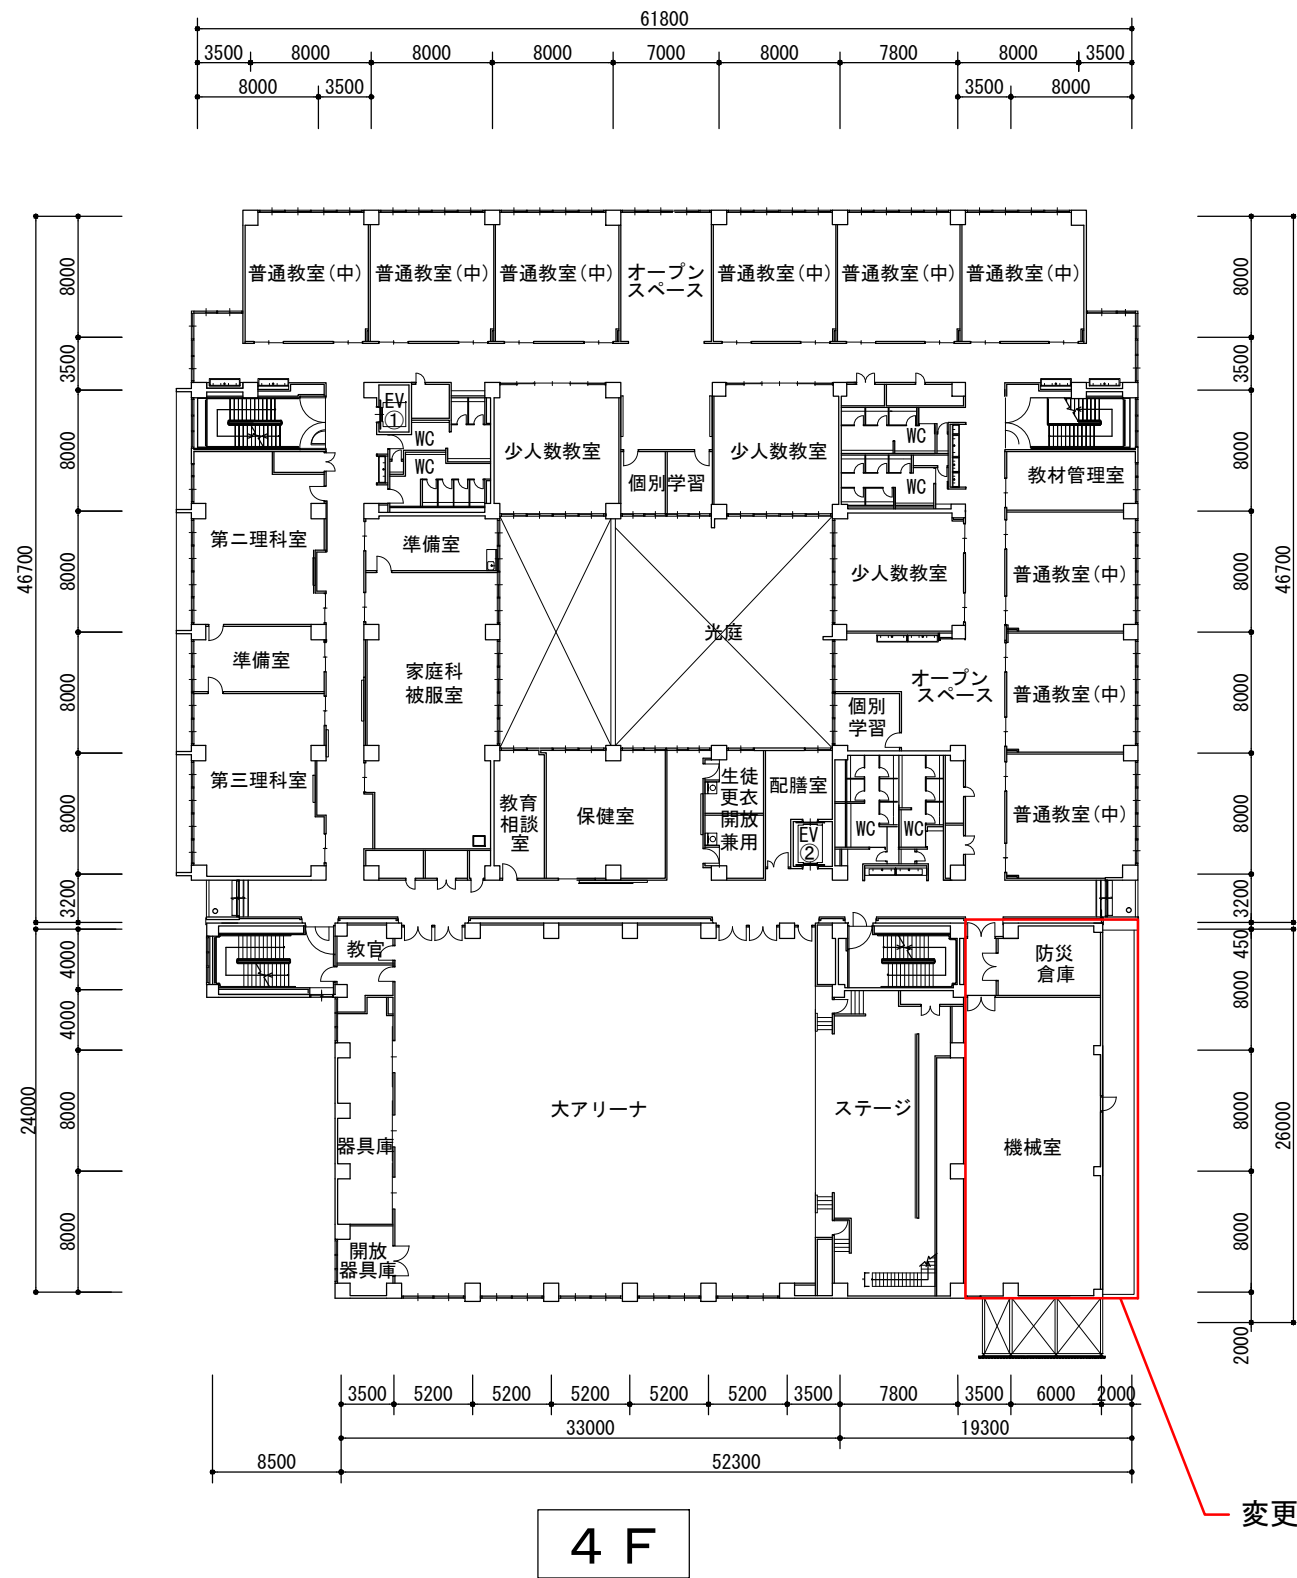 61800
3500 8000 8000 8000 7000 8000 7800 8000 3500
8000 3500 3500 8000
普通教室(中) 普通教室(中) 普通教室(中) オープン 普通教室(中) 普通教室(中) 普通教室(中)
スペース
EV
①
WC
WC
少人数教室
個別学習
少人数教室
WC
WC
教材管理室
第二理科室
準備室
少人数教室
普通教室(中)
光庭
準備室
家庭科
被服室
オープン
スペース
普通教室(中)
個別
学習
第三理科室
教育
相談
室
保健室
生徒
更衣
開放
兼用
配膳室
EV
②
WC
WC
普通教室(中)
教官
防災
倉庫
大アリーナ
ステージ
器具庫
機械室
開放
器具庫
8000
3500
8000
8000
8000
8000
3200
46700
4000
4000
8000
8000
24000
8000
3500
8000
8000
8000
8000
3200
46700
450
8000
8000
8000
2000
26000
3500 5200 5200 5200 5200 5200 3500 7800 3500 6000 2000
33000 19300
8500 52300
変更
4F